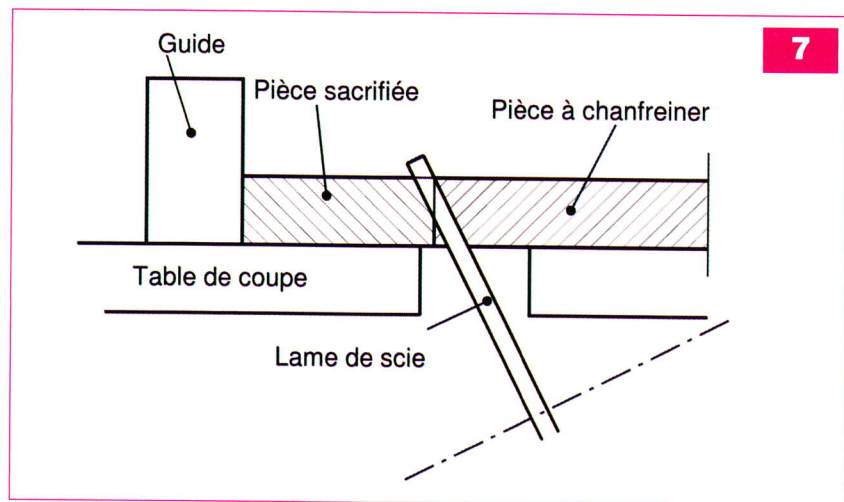 Guide
7
Pièce sacrifiée
Pièce à chanfreiner
Table de coupe
Lame de scie